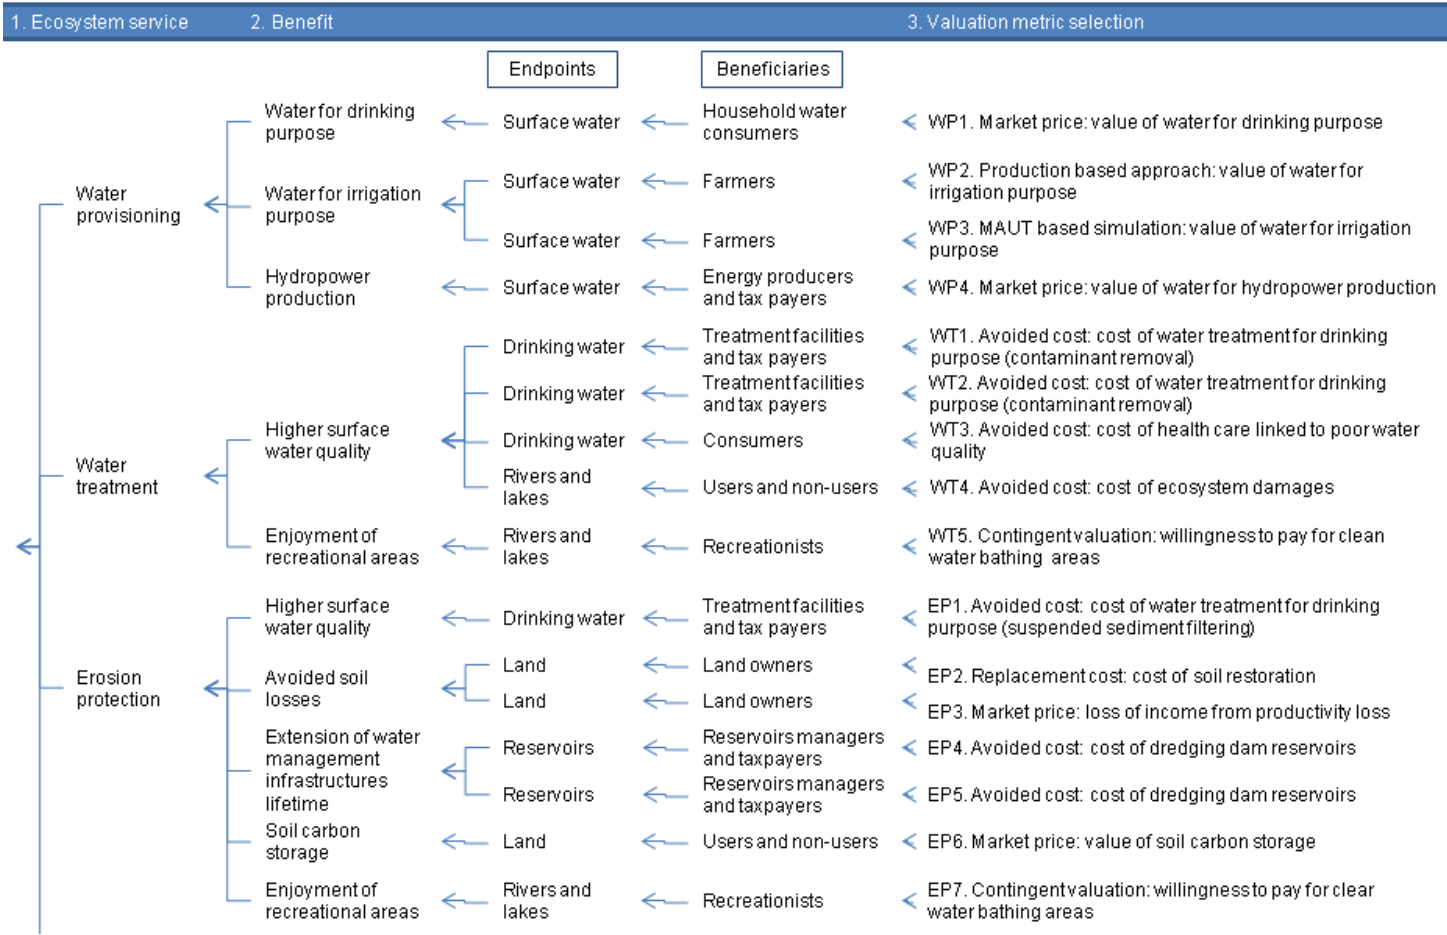 1. Ecosystem service 2. Benefit 3. Valuation metric selection
Endpoints Beneficiaries
Water for drinking
purpose
Surface water
Household water
consumers
WP1. Market price: value of water for drinking purpose
Water
provisioning
Water for irrigation
purpose
Surface water
Farmers
WP2. Production based approach: value of water for
irrigation purpose
Surface water
Farmers
WP3. MAUT based simulation: value of water for irrigation
purpose
Hydropower
production
Surface water
Energy producers
and tax payers
WP4. Market price: value of water for hydropower production
Water
treatment
Higher surface
water quality
Drinking water
Treatment facilities
and tax payers
WT1. Avoided cost: cost of water treatment for drinking
purpose (contaminant removal)
Drinking water
Treatment facilities
and tax payers
WT2. Avoided cost: cost of water treatment for drinking
purpose (contaminant removal)
Drinking water
Consumers
WT3. Avoided cost: cost of health care linked to poor water
quality
Rivers and
lakes
Users and non-users
WT4. Avoided cost: cost of ecosystem damages
Enjoyment of
recreational areas
Rivers and
lakes
Recreationists
WT5. Contingent valuation: willingness to pay for clean
water bathing areas
Erosion
protection
Higher surface
water quality
Drinking water
Treatment facilities
and tax payers
EP1. Avoided cost: cost of water treatment for drinking
purpose (suspended sediment filtering)
Avoided soil
losses
Land
Land owners
EP2. Replacement cost: cost of soil restoration
Land
Land owners
EP3. Market price: loss of income from productivity loss
Extension of water
management
infrastructures
lifetime
Reservoirs
Reservoirs managers
and taxpayers
EP4. Avoided cost: cost of dredging dam reservoirs
Reservoirs
Reservoirs managers
and taxpayers
EP5. Avoided cost: cost of dredging dam reservoirs
Soil carbon
storage
Land
Users and non-users
EP6. Market price: value of soil carbon storage
Enjoyment of
recreational areas
Rivers and
lakes
Recreationists
EP7. Contingent valuation: willingness to pay for clear
water bathing areas